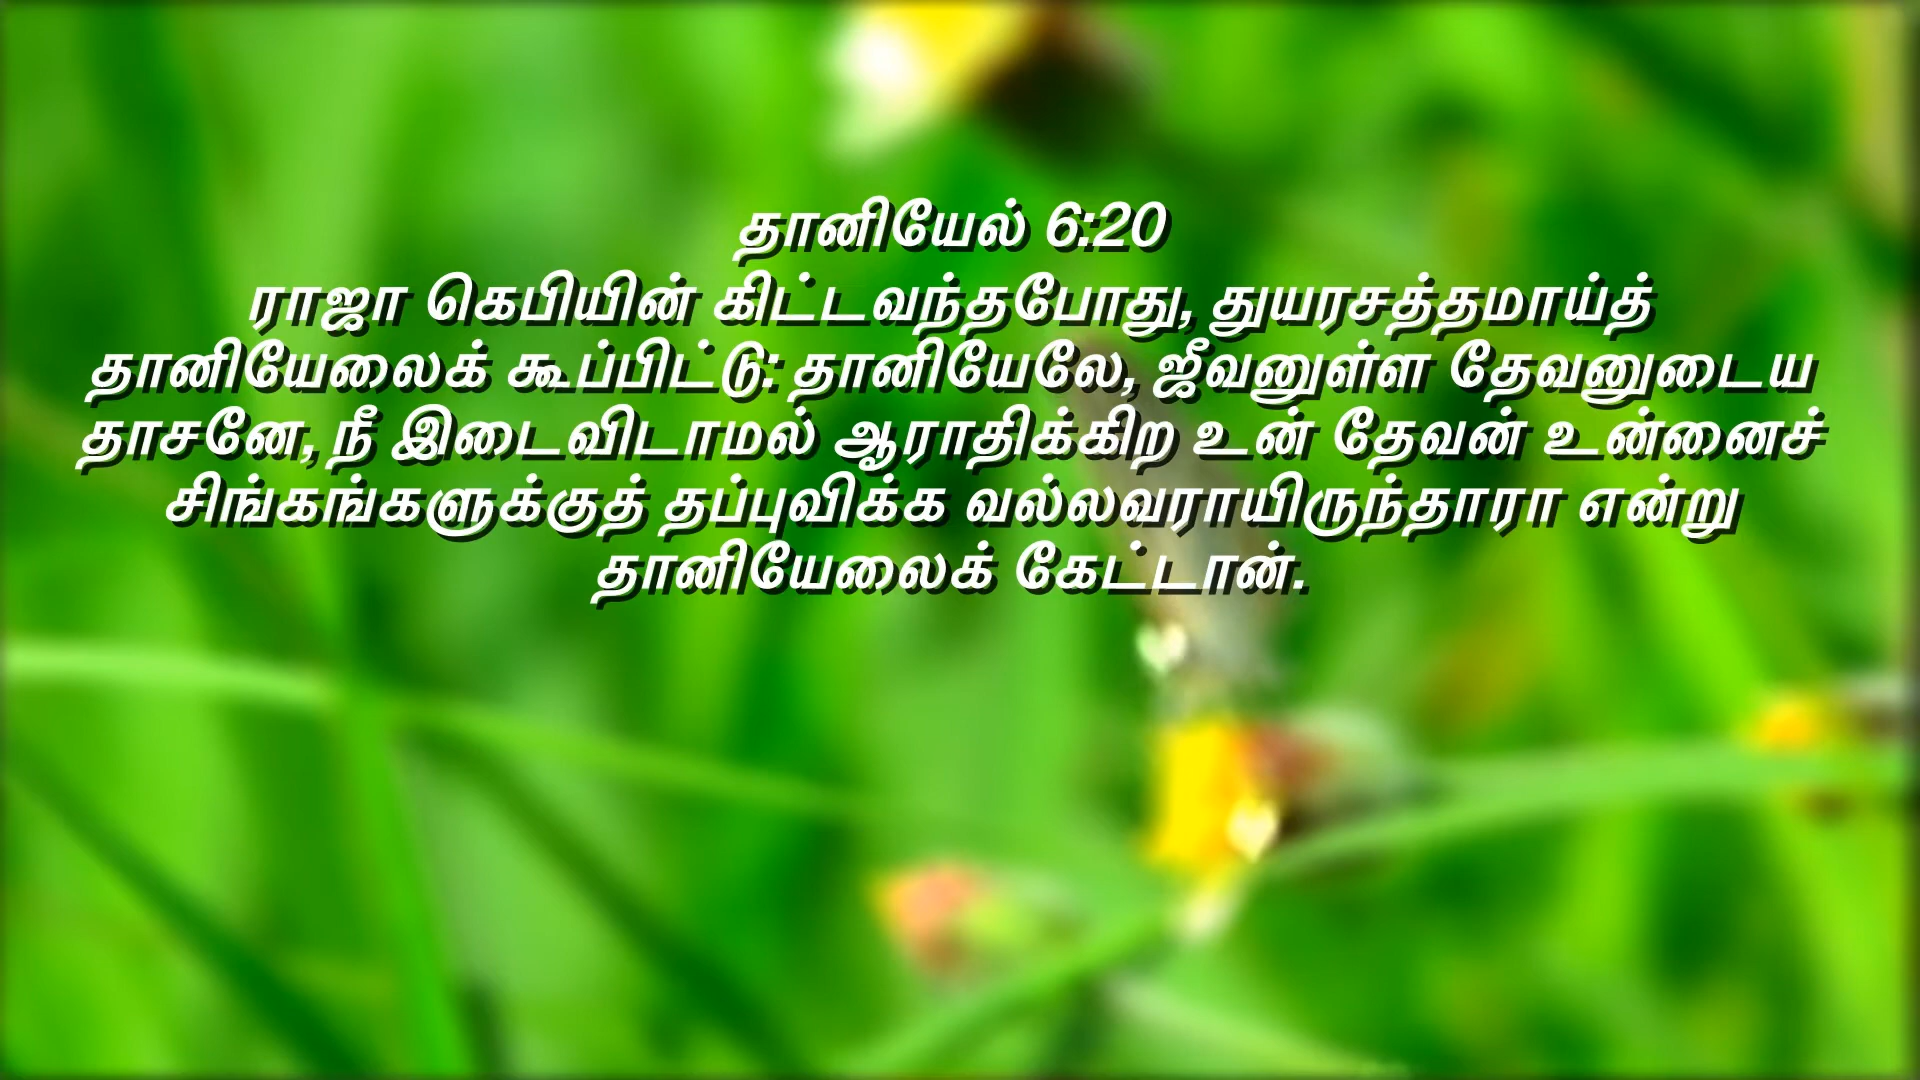 தானியேல் 6:20
ராஜா கெபியின் கிட்டவந்தபோது, துயரசத்தமாய்த்
தானியேலைக் கூப்பிட்டு: தானியேலே, ஜீவனுள்ள தேவனுடைய
தாசனே, நீ இடைவிடாமல் ஆராதிக்கிற உன் தேவன் உன்னைச்
சிங்கங்களுக்குத் தப்புவிக்க வல்லவராயிருந்தாரா என்று
தானியேலைக் கேட்டான்.